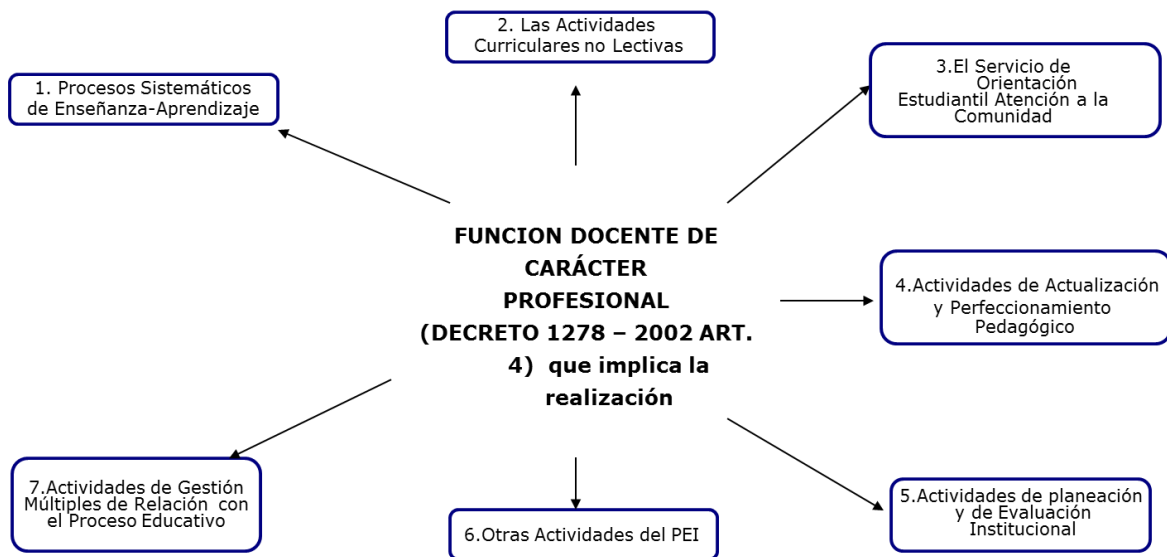 2. Las Actividades
Curriculares no Lectivas
1. Procesos Sistemáticos
de Enseñanza-Aprendizaje
3.El Servicio de
Orientación
Estudiantil Atención a la
Comunidad
FUNCION DOCENTE DE
CARÁCTER
PROFESIONAL
(DECRETO 1278 – 2002 ART.
4) que implica la
realización
4.Actividades de Actualización
y Perfeccionamiento
Pedagógico
5.Actividades de planeación
y de Evaluación
Institucional
6.Otras Actividades del PEI
7.Actividades de Gestión
Múltiples de Relación con
el Proceso Educativo